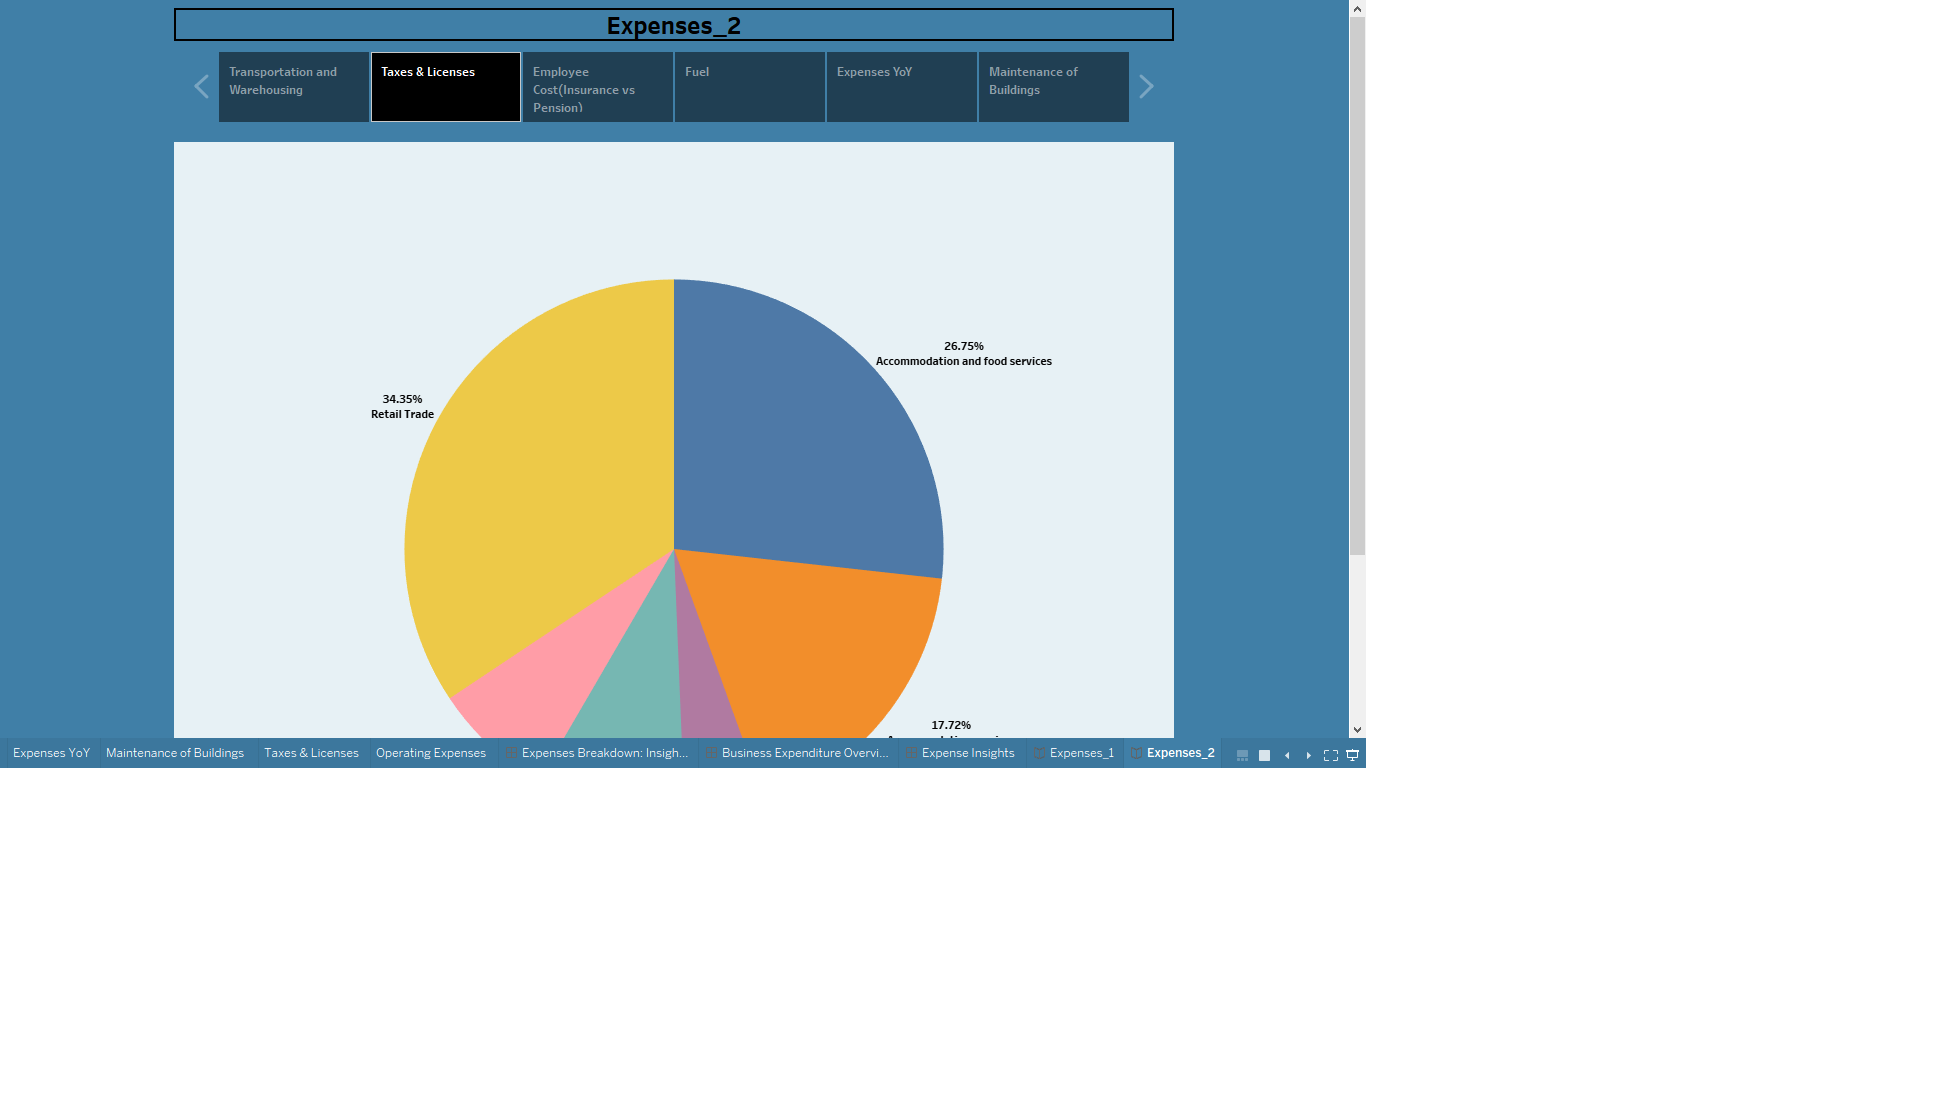 Expenses_2
Transportation and
Warehousing
Taxes & Licenses
Employee
Cost(Insurance vs
Pension)
Fuel
Expenses YoY
Maintenance of
Buildings
26.75%
Accommodation and food services
34.35%
Retail Trade
17.72%
Expenses YoY
Maintenance of Buildings
Taxes & Licenses
Operating Expenses
Expenses Breakdown: Insigh...
Business Expenditure Overvi...
Expense Insights
Expenses_1
Expenses_2